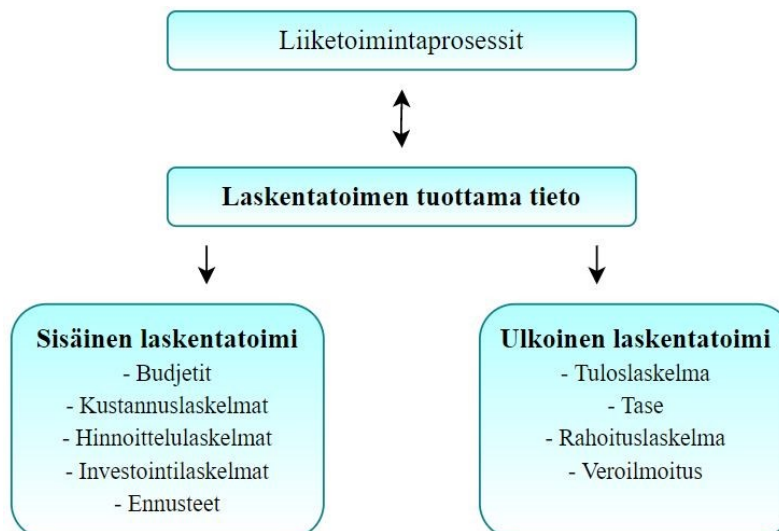 Liiketoimintaprosessit
Laskentatoimen tuottama tieto
Sisäinen laskentatoimi
- Budjetit
- Kustannuslaskelmat
- Hinnoittelulaskelmat
- Investointilaskelmat
- Ennusteet
Ulkoinen laskentatoimi
- Tuloslaskelma
- Tase
- Rahoituslaskelma
- Veroilmoitus